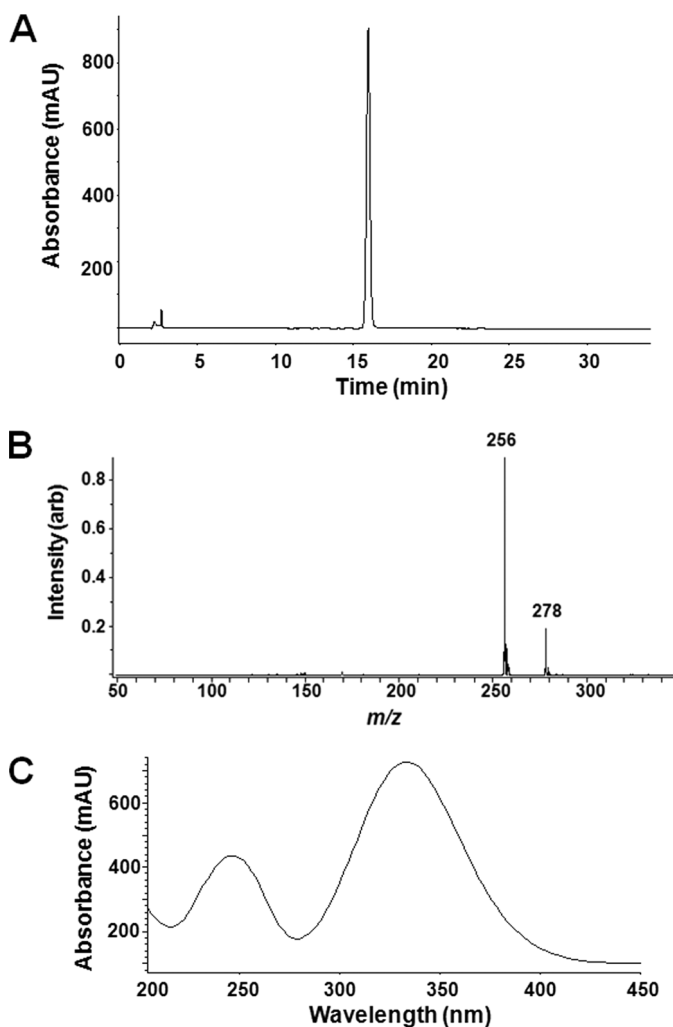 A
Absorbance (mAU)
800
600
400
200
0 5 10 15 20 25 30
Time (min)
B
Intensity (arb)
256
0.8
0.6
0.4
278
0.2
50 100 150 200 250 300
m/z
C
Absorbance (mAU)
600
400
200
200 250 300 350 400 450
Wavelength (nm)